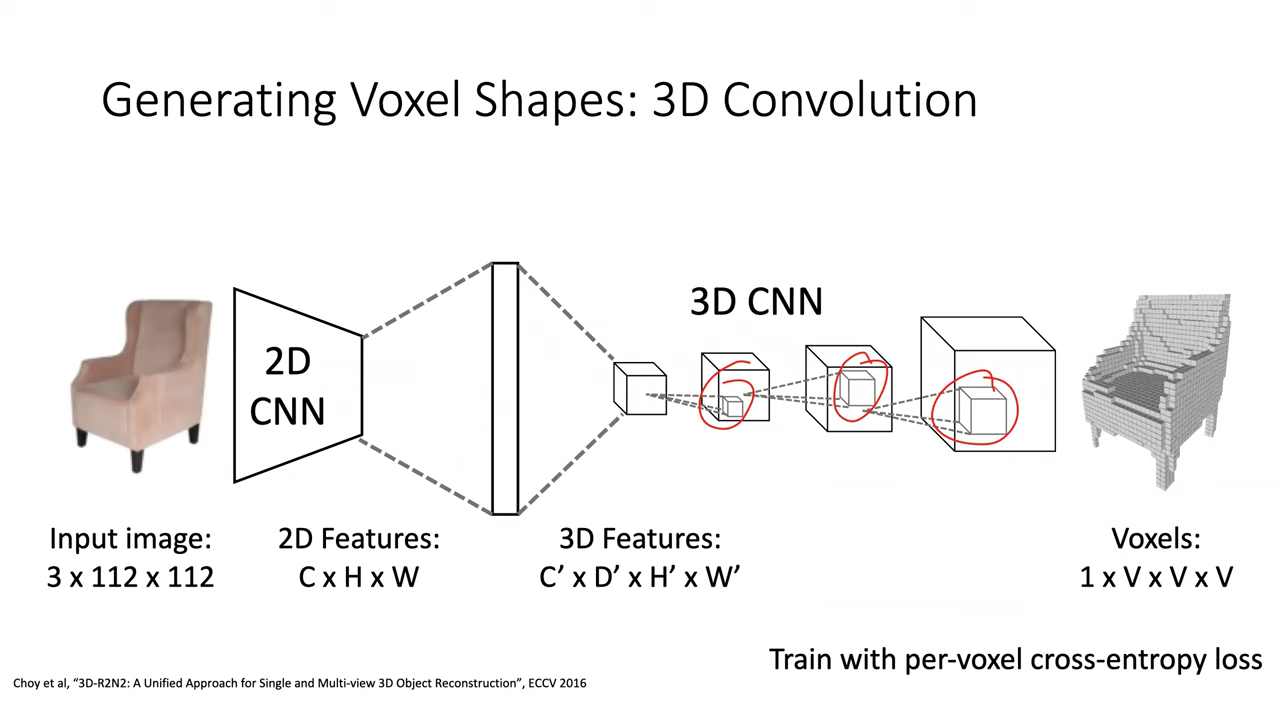 Generating Voxel Shapes: 3D Convolution
3D CNN
2D
CNN
Input image:
3 x 112 x 112
2D Features:
C x H x W
3D Features:
C’ x D’ x H’ x W’
Voxels:
1 x V x V x V
Train with per-voxel cross-entropy loss
Choy et al, “3D-R2N2: A Unified Approach for Single and Multi-view 3D Object Reconstruction”, ECCV 2016